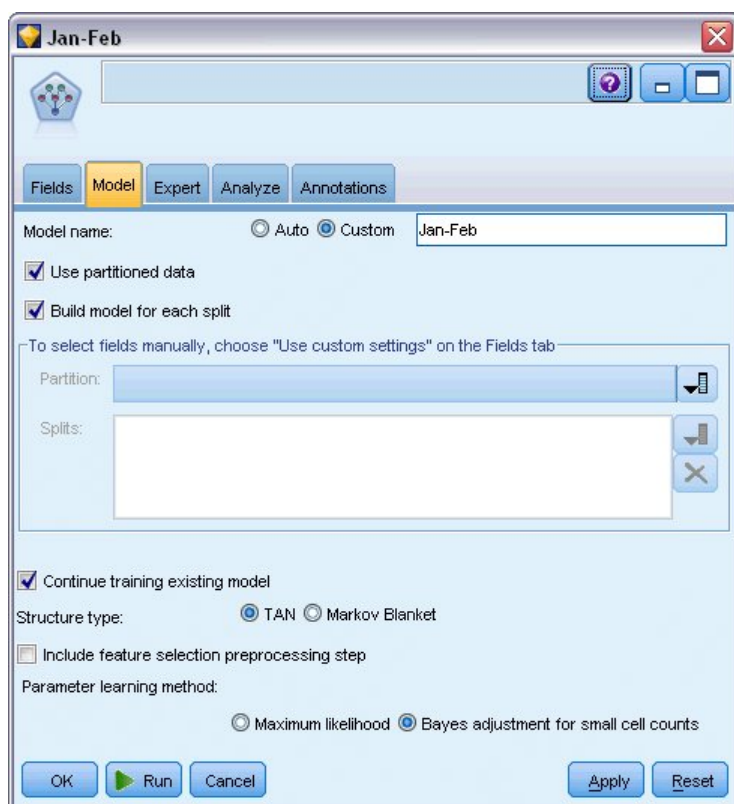 Jan-Feb
Fields Model Expert Analyze Annotations
Model name: Auto Custom Jan-Feb
Use partitioned data
Build model for each split
To select fields manually, choose "Use custom settings" on the Fields tab
Partition:
Splits:
Continue training existing model
Structure type: TAN Markov Blanket
Include feature selection preprocessing step
Parameter learning method:
Maximum likelihood Bayes adjustment for small cell counts
OK Run Cancel Apply Reset